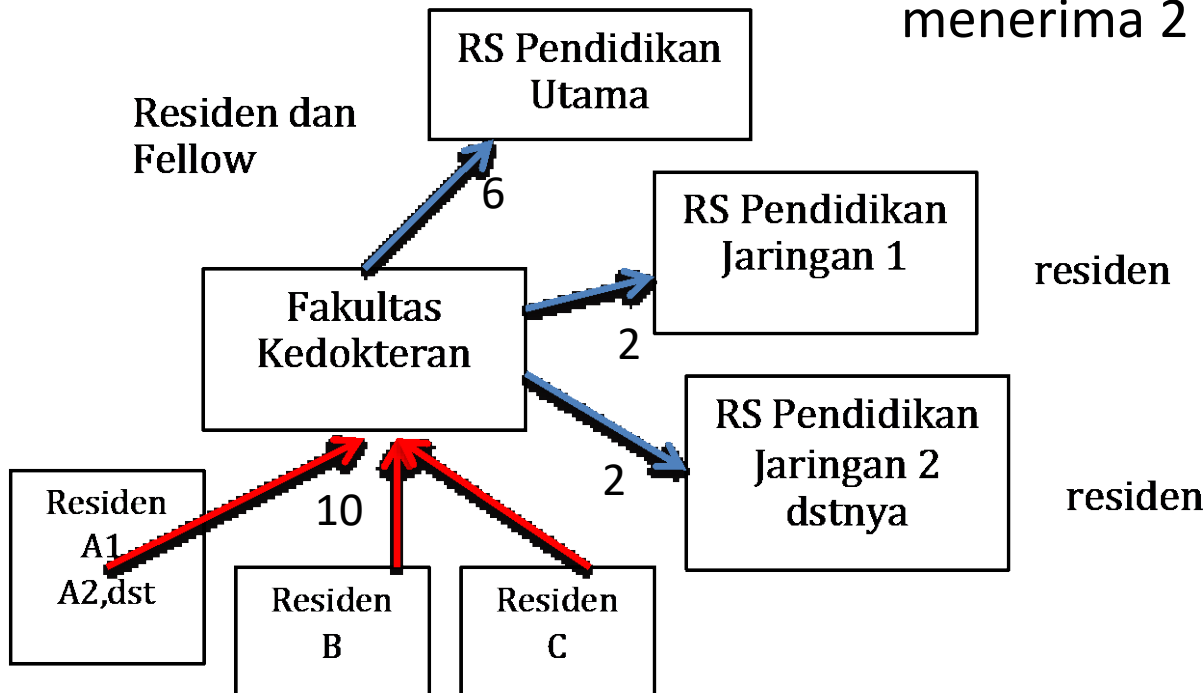 menerima 2
RS Pendidikan
Utama
Residen dan
Fellow
6
RS Pendidikan
Jaringan 1
residen
Fakultas
Kedokteran
2
RS Pendidikan
Jaringan 2
dstnya
residen
2
10
Residen
A1
A2,dst
Residen
B
Residen
C